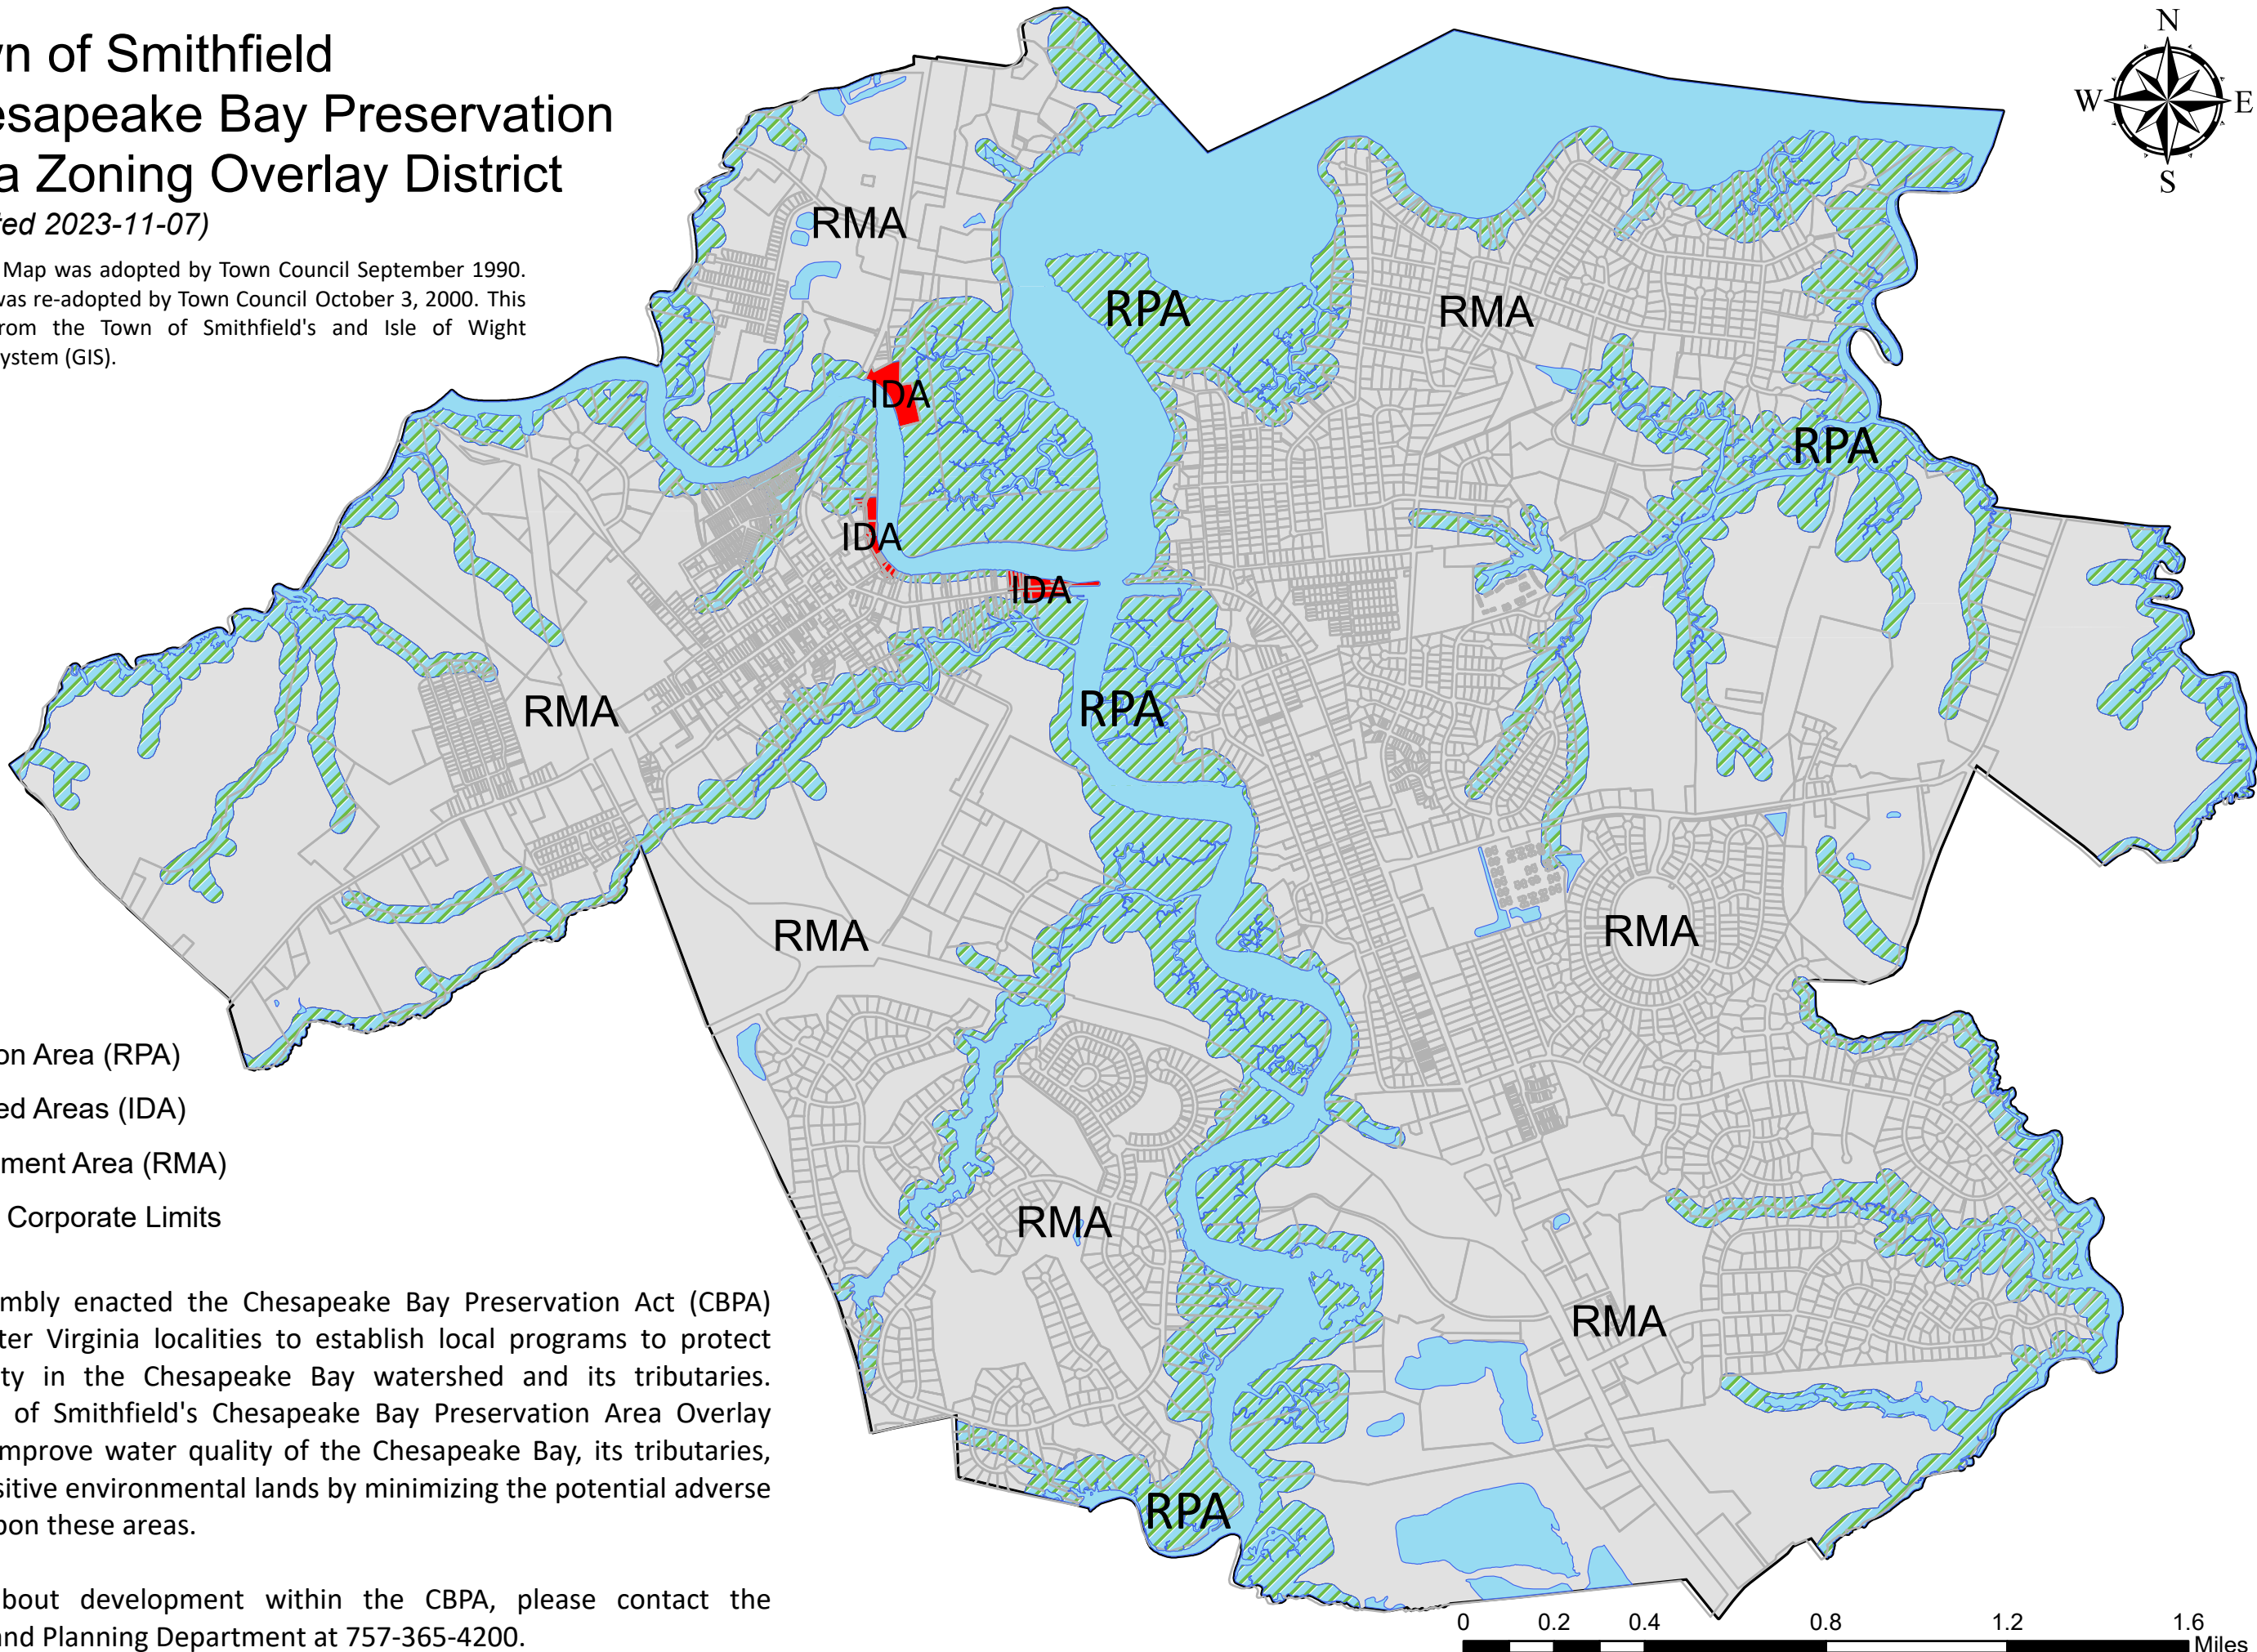 wn of Smithfield
esapeake Bay Preservation
a Zoning Overlay District
ted 2023-11-07)
Map was adopted by Town Council September 1990.
was re-adopted by Town Council October 3, 2000. This
rom the Town of Smithfield's and Isle of Wight
ystem (GIS).
N
W
E
S
RMA
RPA
RMA
IDA
RPA
IDA
IDA
RMA
RPA
RMA
RMA
RMA
RMA
RPA
on Area (RPA)
ed Areas (IDA)
ment Area (RMA)
Corporate Limits
mbly enacted the Chesapeake Bay Preservation Act (CBPA)
ter Virginia localities to establish local programs to protect
ty in the Chesapeake Bay watershed and its tributaries.
of Smithfield's Chesapeake Bay Preservation Area Overlay
mprove water quality of the Chesapeake Bay, its tributaries,
sitive environmental lands by minimizing the potential adverse
pon these areas.
bout development within the CBPA, please contact the
nd Planning Department at 757-365-4200.
0 0.2 0.4 0.8 1.2 1.6
Miles